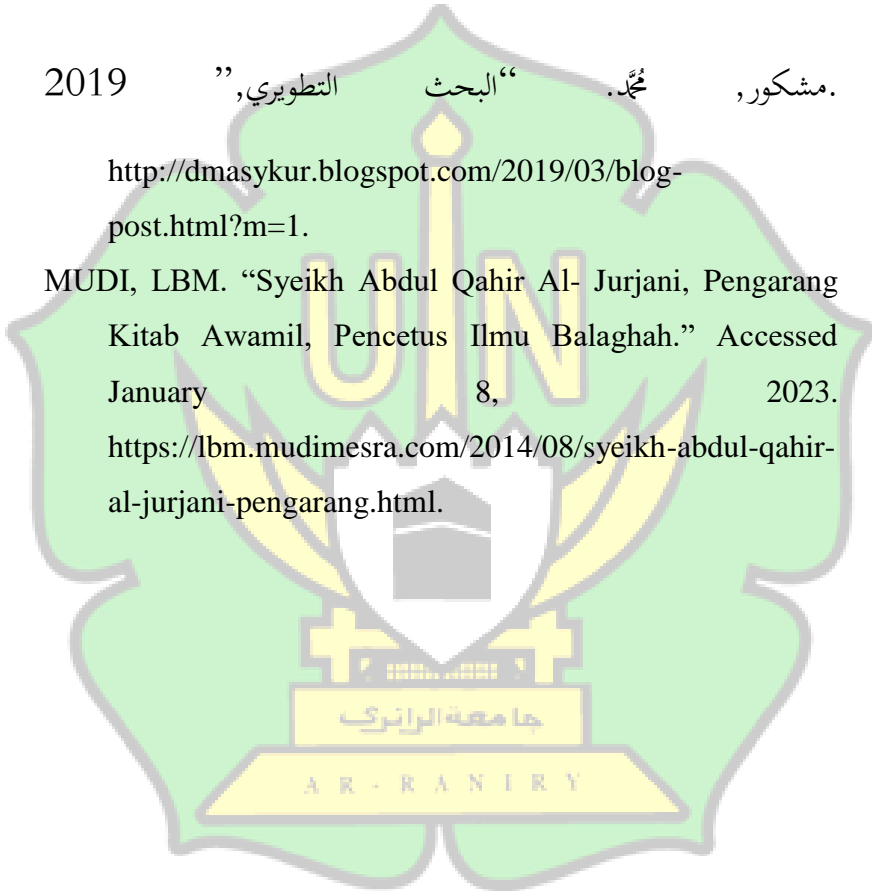 مشكور, مُحَّد. “البحث التطويري,” 2019.
http://dmasykur.blogspot.com/2019/03/blog-
post.html?m=1.
MUDI, LBM. “Syeikh Abdul Qahir Al- Jurjani, Pengarang
Kitab Awamil, Pencetus Ilmu Balaghah.” Accessed
January 8, 2023.
https://lbm.mudimesra.com/2014/08/syeikh-abdul-qahir-
al-jurjani-pengarang.html.
UIN
جامعة الرانري
AR-RANIRY